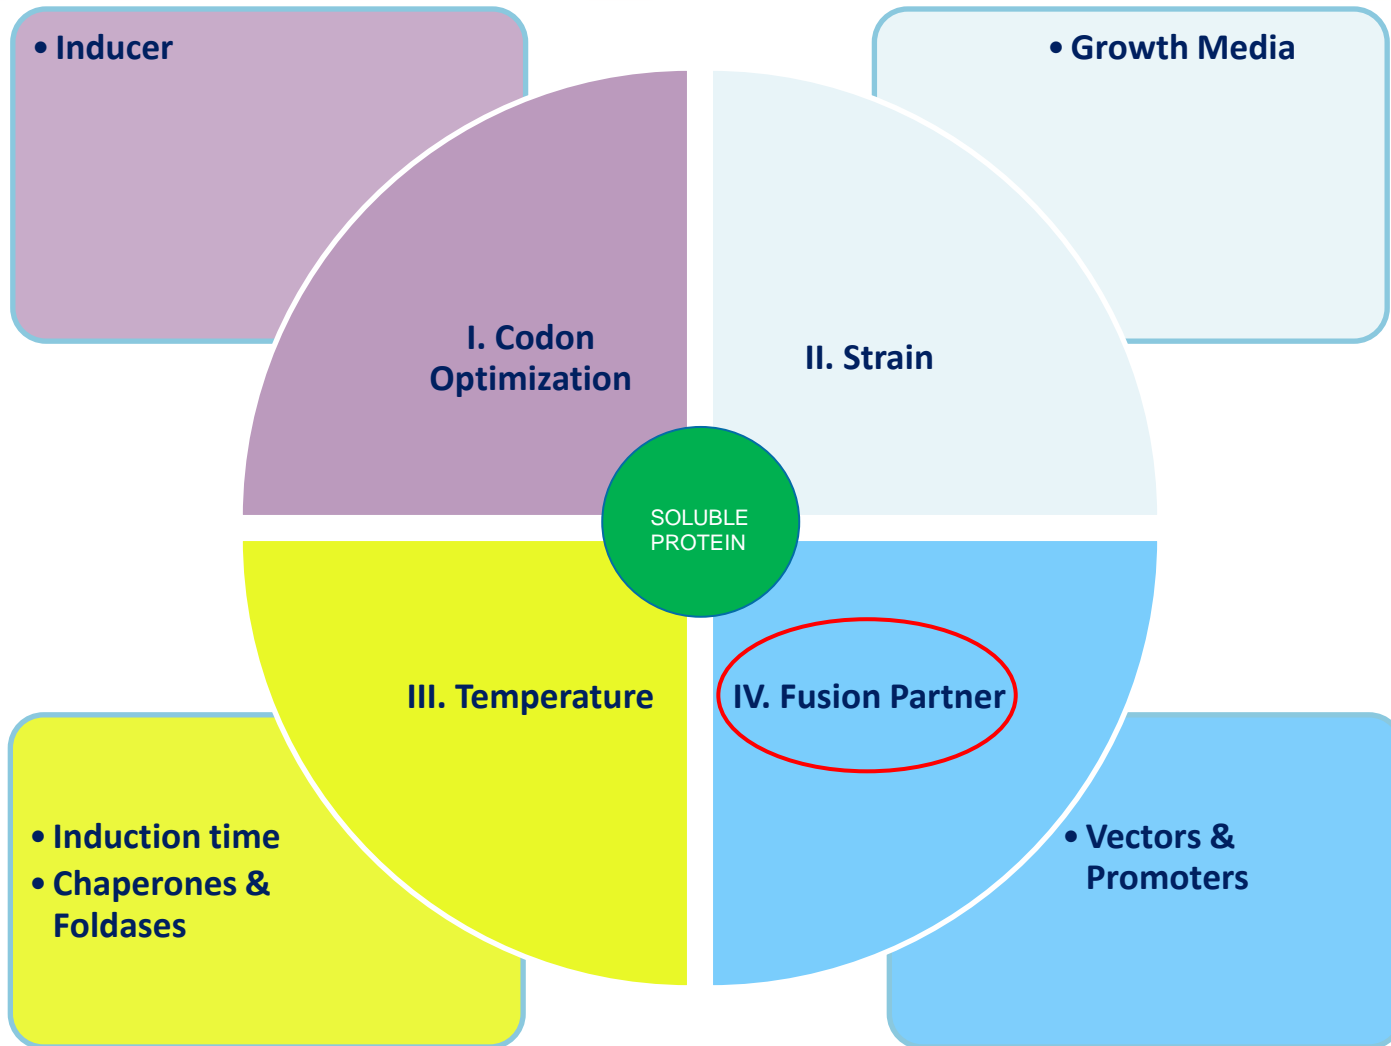 • Inducer
• Growth Media
I. Codon
Optimization
II. Strain
SOLUBLE
PROTEIN
III. Temperature
IV. Fusion Partner
• Induction time
• Chaperones &
Foldases
• Vectors &
Promoters